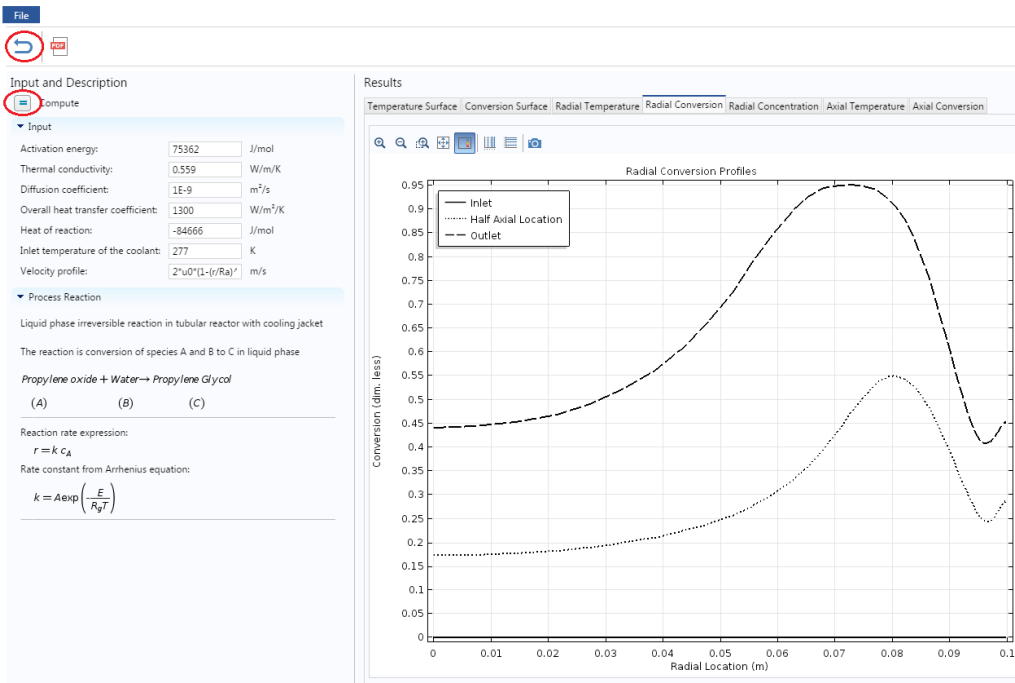 File
PDF
Input and Description
= Compute
Input
Activation energy: 75362 J/mol
Thermal conductivity: 0.559 W/m/K
Diffusion coefficient: 1E-9 m²/s
Overall heat transfer coefficient: 1300 W/m²/K
Heat of reaction: -84666 J/mol
Inlet temperature of the coolant: 277 K
Velocity profile: 2*u0*(1-(r/Ra)^ m/s
Process Reaction
Liquid phase irreversible reaction in tubular reactor with cooling jacket
The reaction is conversion of species A and B to C in liquid phase
Propylene oxide + Water→ Propylene Glycol
(A) (B) (C)
Reaction rate expression:
r = k c_A
Rate constant from Arrhenius equation:
k = A exp(-E/R_gT)
Results
Temperature Surface Conversion Surface Radial Temperature Radial Conversion Radial Concentration Axial Temperature Axial Conversion
Radial Conversion Profiles
Inlet
Half Axial Location
Outlet
Conversion (dim. less)
0.95
0.9
0.85
0.8
0.75
0.7
0.65
0.6
0.55
0.5
0.45
0.4
0.35
0.3
0.25
0.2
0.15
0.1
0.05
0
0 0.01 0.02 0.03 0.04 0.05 0.06 0.07 0.08 0.09 0.1
Radial Location (m)